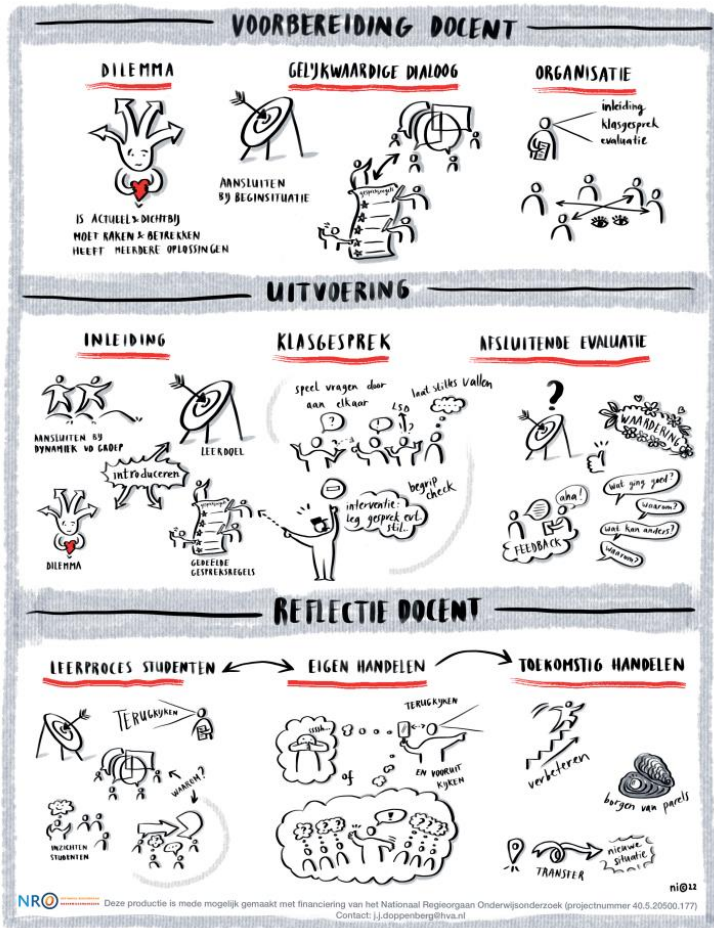 VOORBEREIDING DOCENT
DILEMMA
IS ACTUEEL & DICHTBIJ
MOET RAKEN & BETREKKEN
HEEFT MEERDERE OPLOSSINGEN
GELIJKWAARDIGE DIALOOG
AANSLUITEN
BIJ BEGINSITUATIE
gespreksregels
ORGANISATIE
inleiding
klasgesprek
evaluatie
UITVOERING
INLEIDING
AANSLUITEN BIJ
DYNAMIEK VD GROEP
LEERDOEL
introduceren
DILEMMA
gespreksregels
GEDEELDE
GESPREKSREGELS
KLASGESPREK
speel vragen door
aan elkaar
laat stiltes vallen
?
!
LSD
?
begrip
check
interventie:
leg gesprek evt.
stil..
AFSLUITENDE EVALUATIE
?
WAARDERING
aha!
FEEDBACK
wat ging goed?
waarom?
wat kan anders?
waarom?
REFLECTIE DOCENT
LEERPROCES STUDENTEN
TERUGKIJKEN
WAAROM?
INZICHTEN
STUDENTEN
EIGEN HANDELEN
TERUGKIJKEN
of
EN VOORUIT
KIJKEN
TOEKOMSTIG HANDELEN
verbeteren
borgen van parels
TRANSFER
nieuwe
situatie
ni©22
NRO
Deze productie is mede mogelijk gemaakt met financiering van het Nationaal Regieorgaan Onderwijsonderzoek (projectnummer 40.5.20500.177)
Contact: j.j.doppenberg@hva.nl